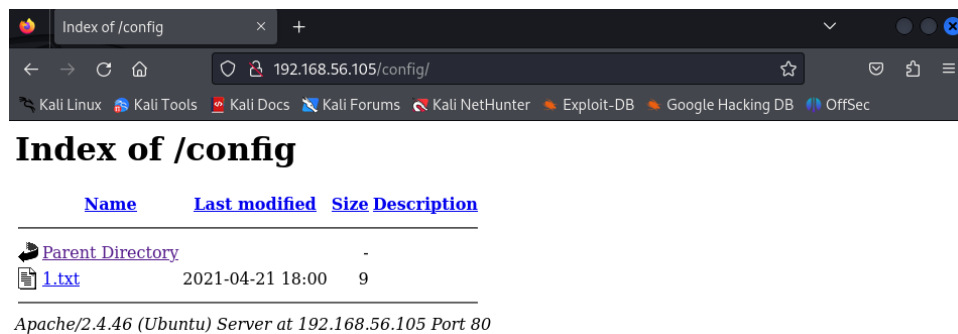 Index of /config
192.168.56.105/config/
Kali Linux Kali Tools Kali Docs Kali Forums Kali NetHunter Exploit-DB Google Hacking DB OffSec
Index of /config
Name Last modified Size Description
Parent Directory -
1.txt 2021-04-21 18:00 9
Apache/2.4.46 (Ubuntu) Server at 192.168.56.105 Port 80